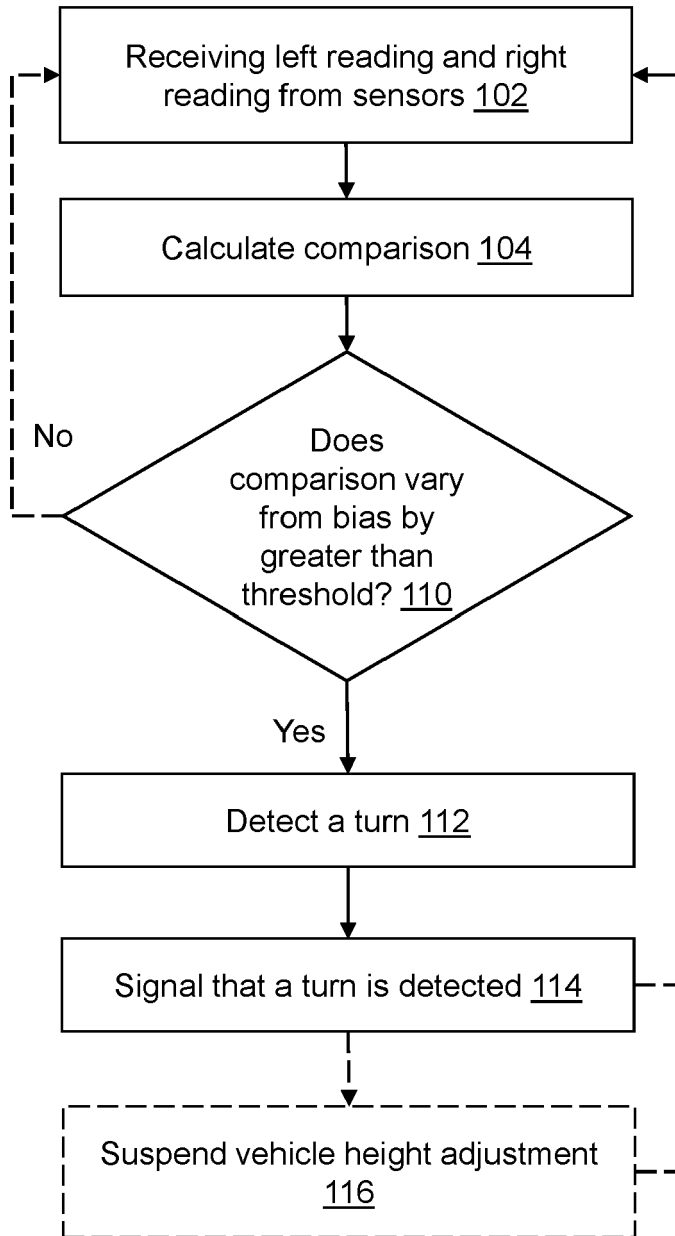 Receiving left reading and right
reading from sensors 102
Calculate comparison 104
No
Does
comparison vary
from bias by
greater than
threshold? 110
Yes
Detect a turn 112
Signal that a turn is detected 114
Suspend vehicle height adjustment
116